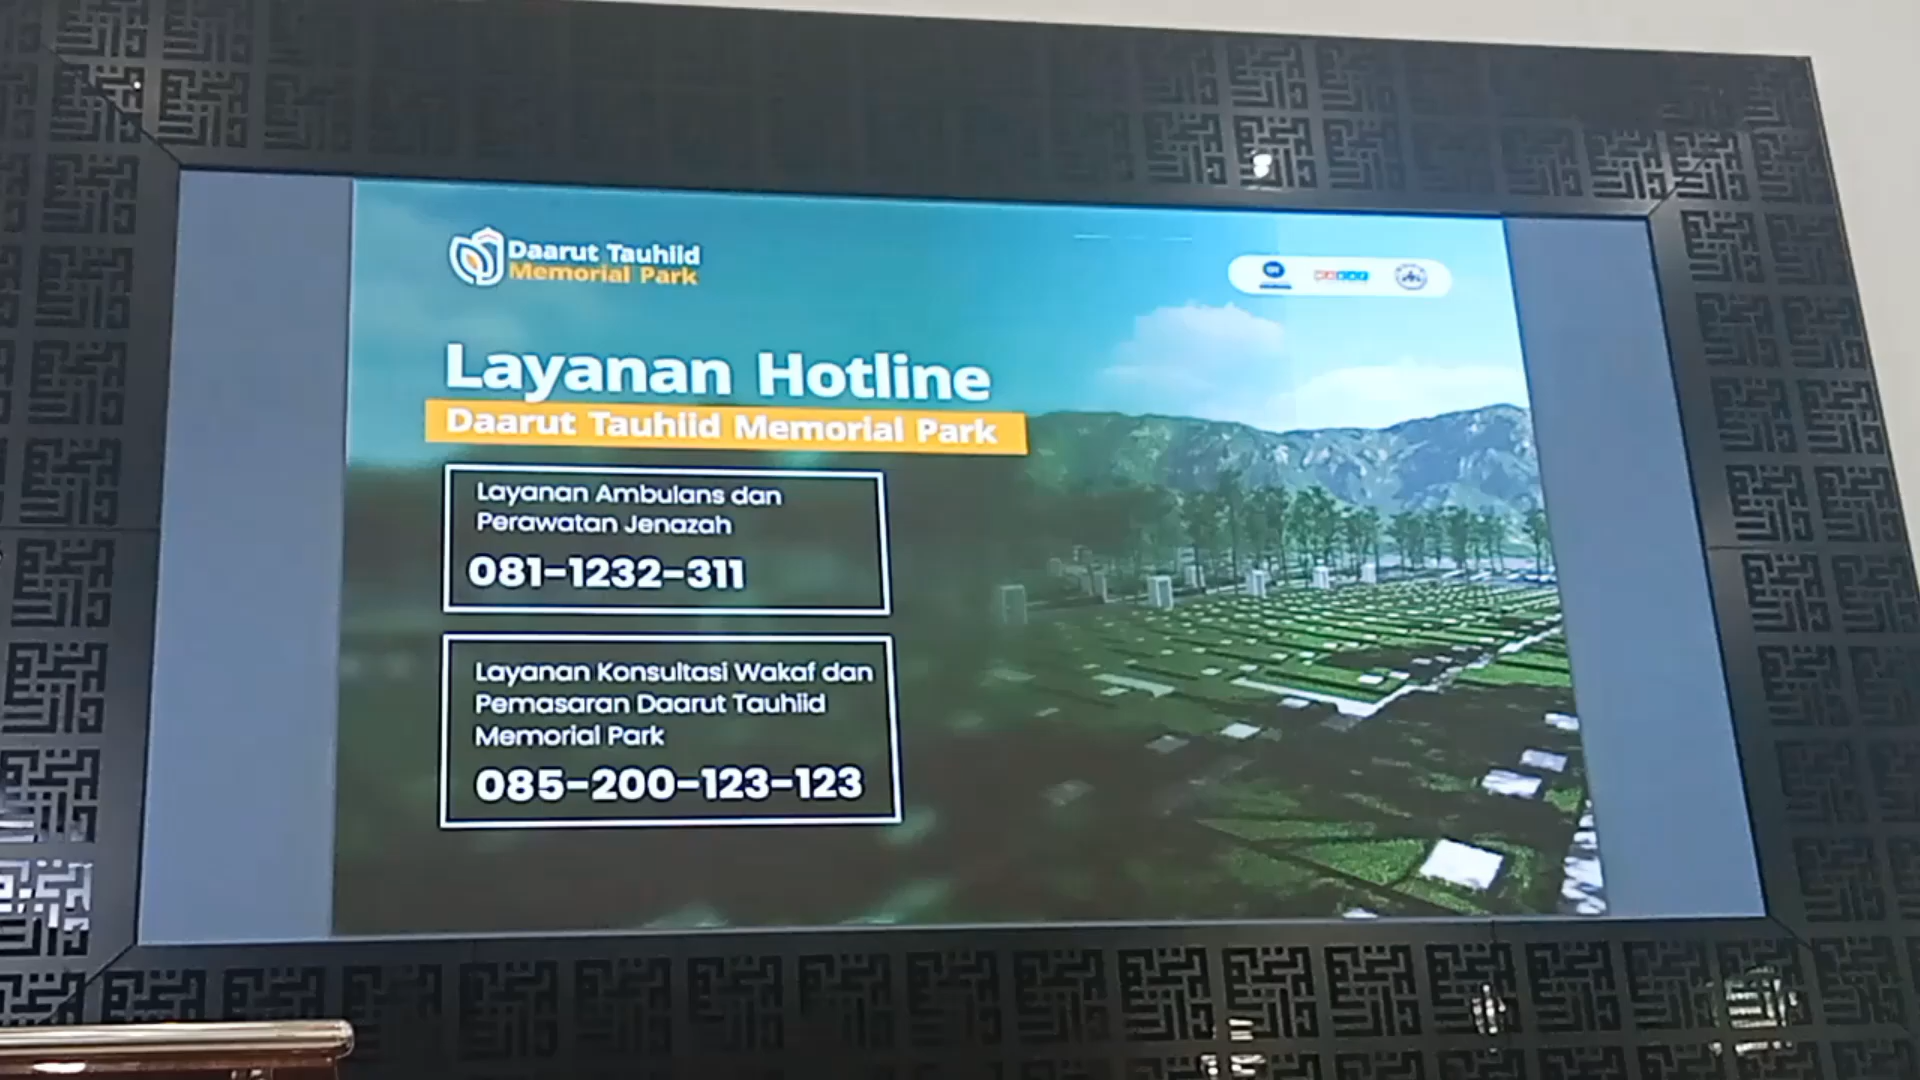 Daarut Tauhiid
Memorial Park
Layanan Hotline
Daarut Tauhiid Memorial Park
Layanan Ambulans dan
Perawatan Jenazah
081-1232-311
Layanan Konsultasi Wakaf dan
Pemasaran Daarut Tauhiid
Memorial Park
085-200-123-123